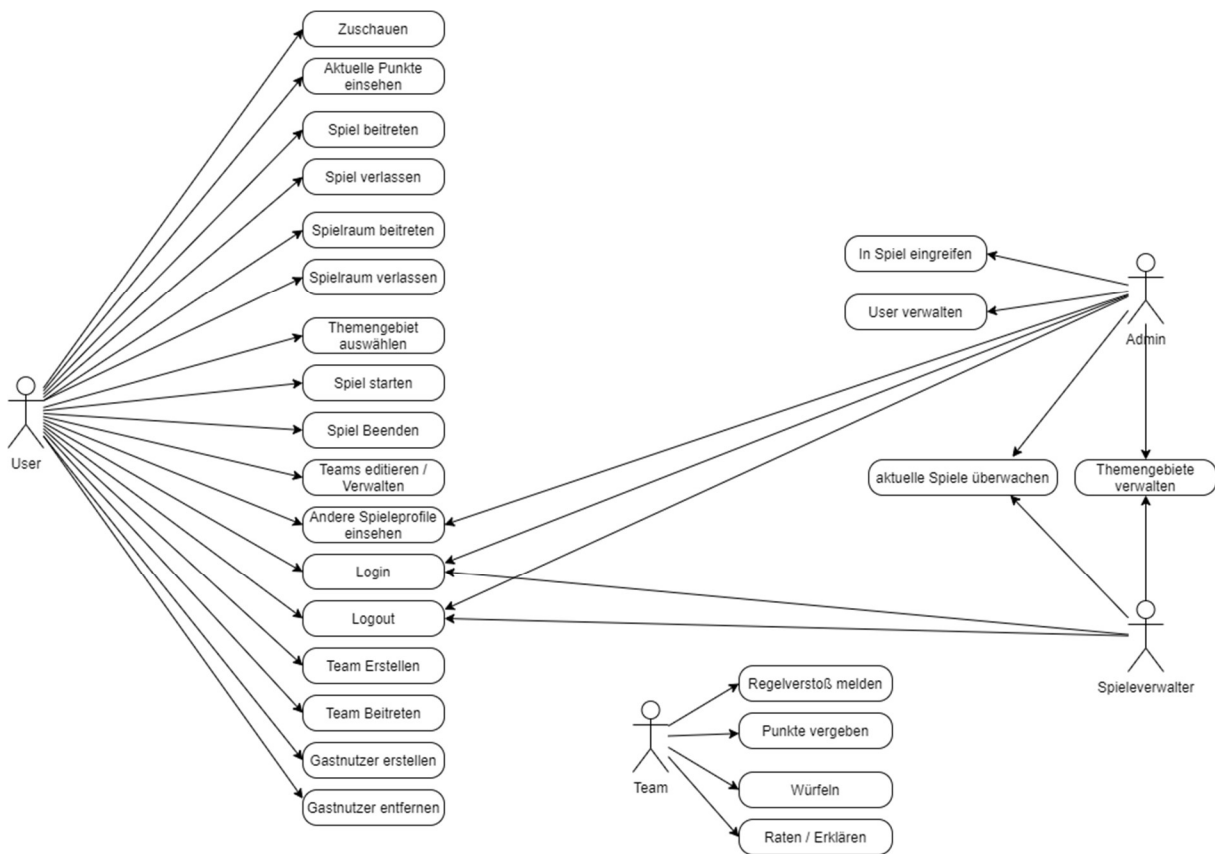 Zuschauen
Aktuelle Punkte
einsehen
Spiel beitreten
Spiel verlassen
Spielraum beitreten
Spielraum verlassen
Themengebiet
auswählen
Spiel starten
Spiel Beenden
Teams editieren /
Verwalten
Andere Spieleprofile
einsehen
Login
Logout
Team Erstellen
Team Beitreten
Gastnutzer erstellen
Gastnutzer entfernen
User
In Spiel eingreifen
User verwalten
Admin
aktuelle Spiele überwachen
Themengebiete
verwalten
Spieleverwalter
Regelverstoß melden
Punkte vergeben
Würfeln
Raten / Erklären
Team